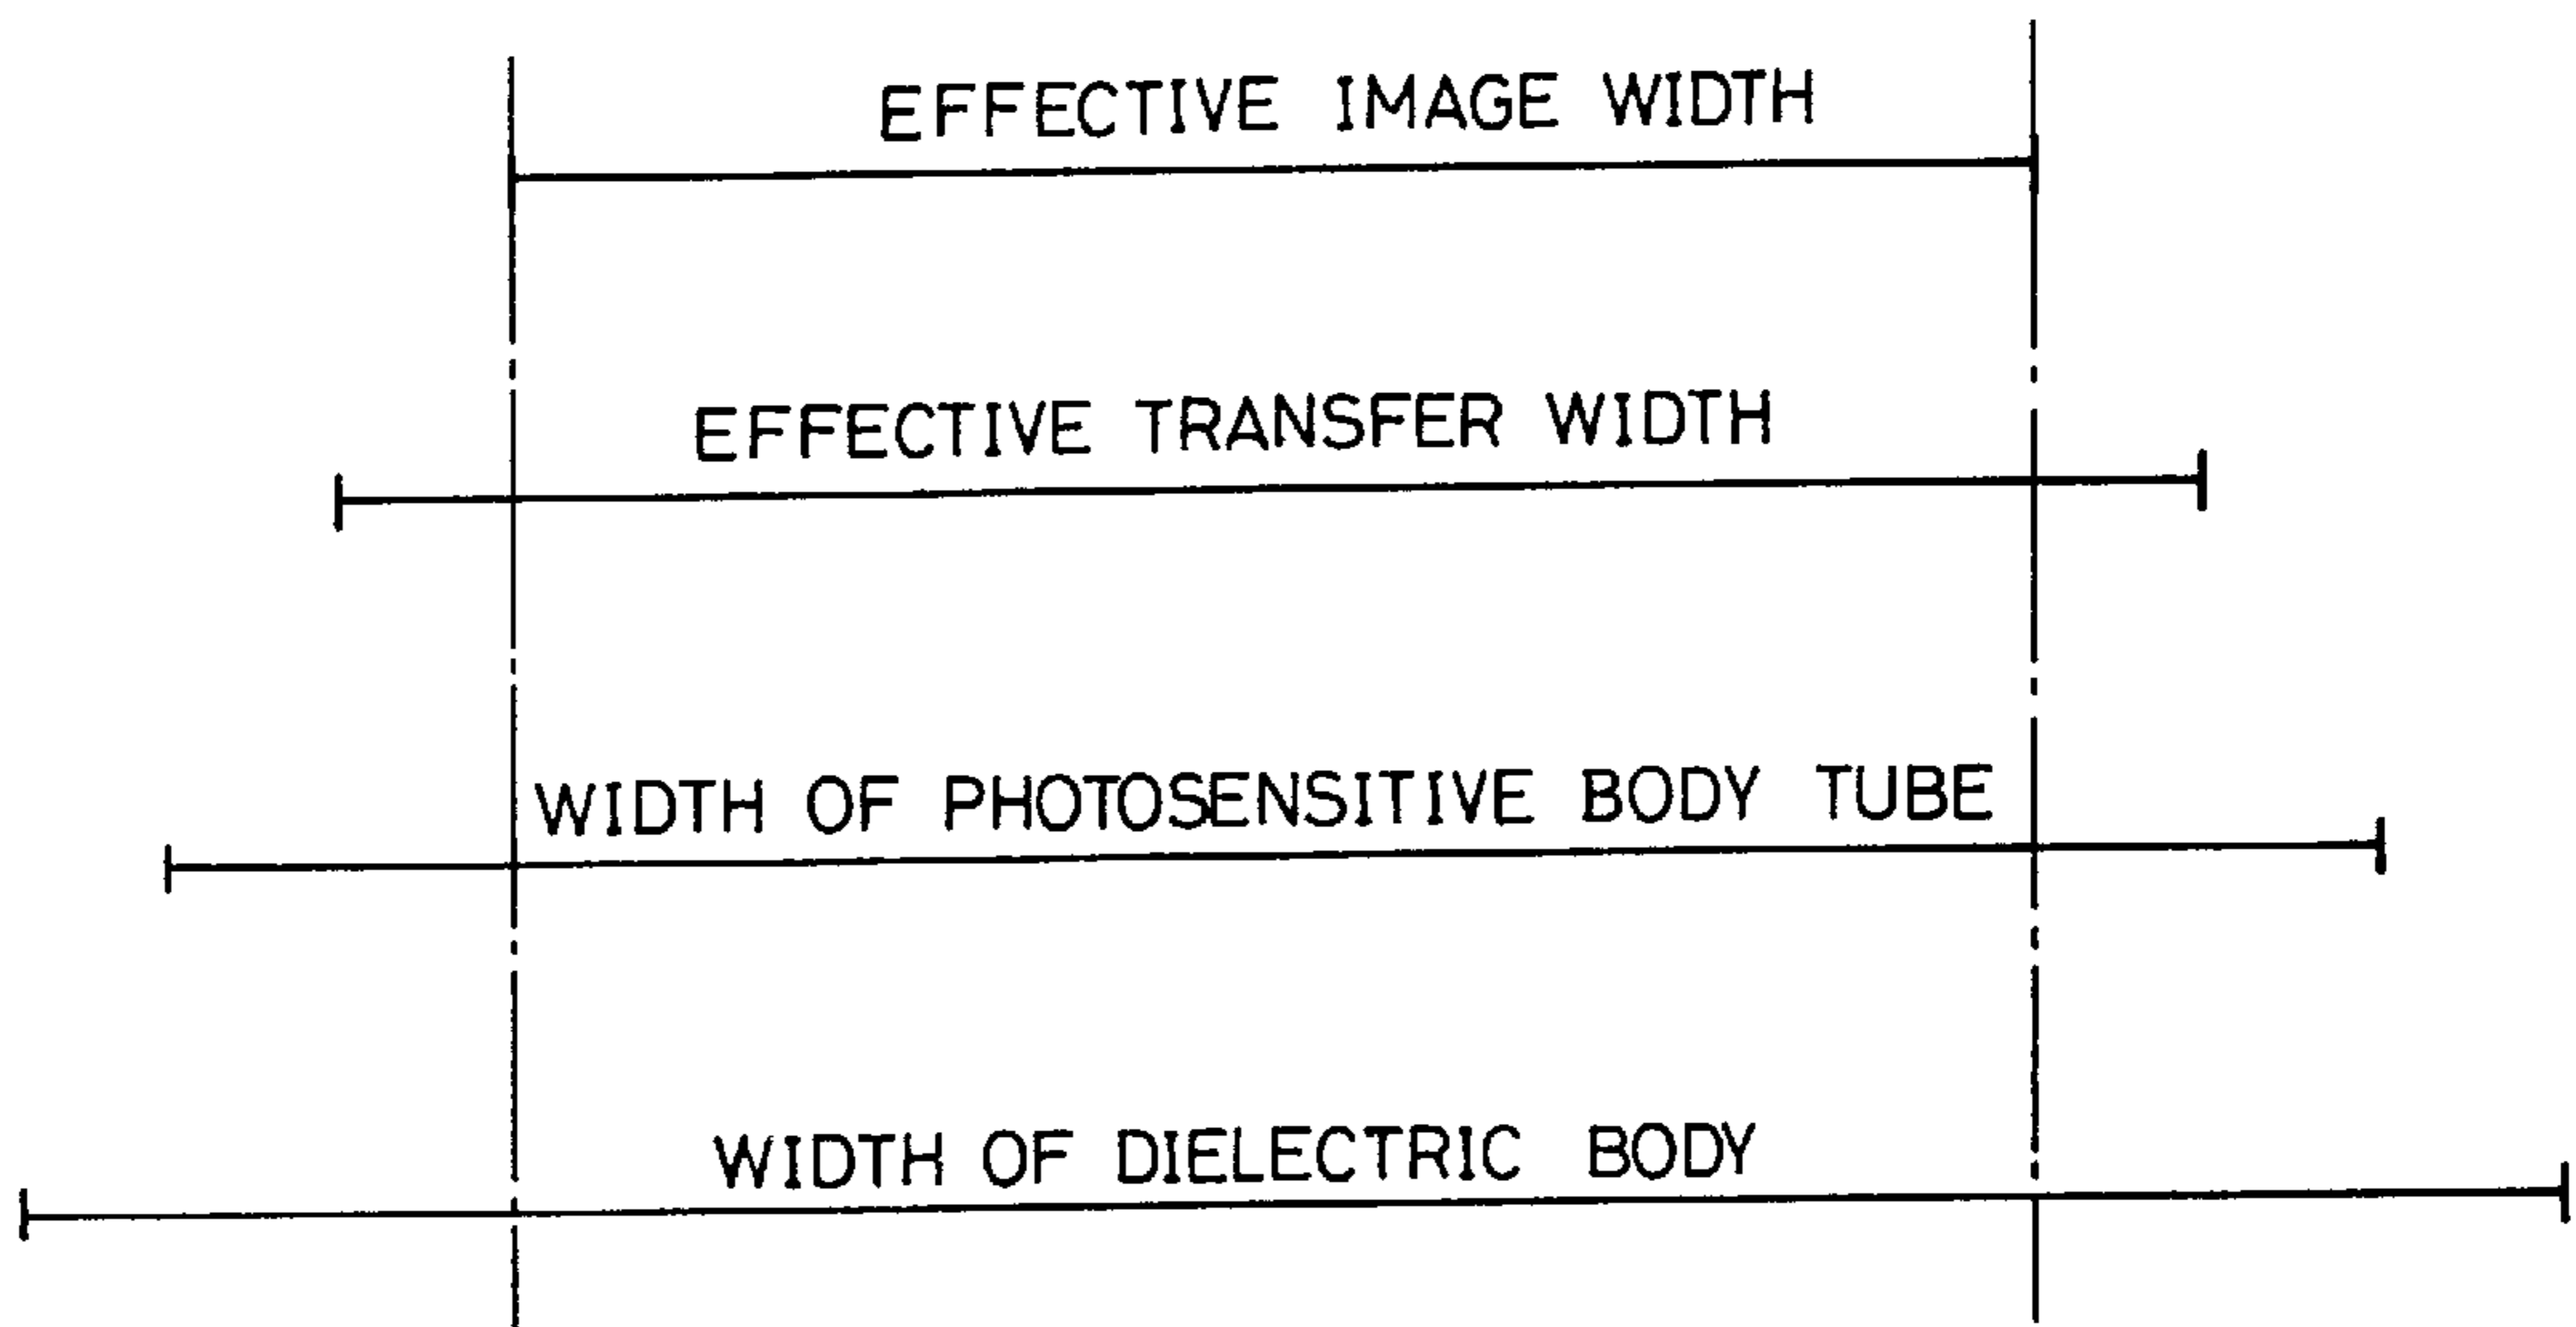 EFFECTIVE IMAGE WIDTH
EFFECTIVE TRANSFER WIDTH
WIDTH OF PHOTOSENSITIVE BODY TUBE
WIDTH OF DIELECTRIC BODY